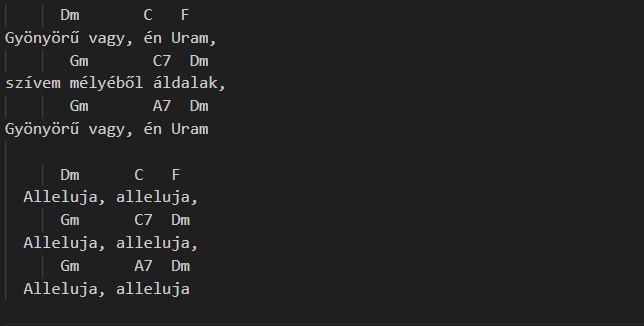 Dm       C   F
Gyönyörű vagy, én Uram,
       Gm       C7  Dm
szívem mélyéből áldalak,
       Gm       A7  Dm
Gyönyörű vagy, én Uram

      Dm      C   F
  Alleluja, alleluja,
      Gm      C7  Dm
  Alleluja, alleluja,
      Gm      A7  Dm
  Alleluja, alleluja